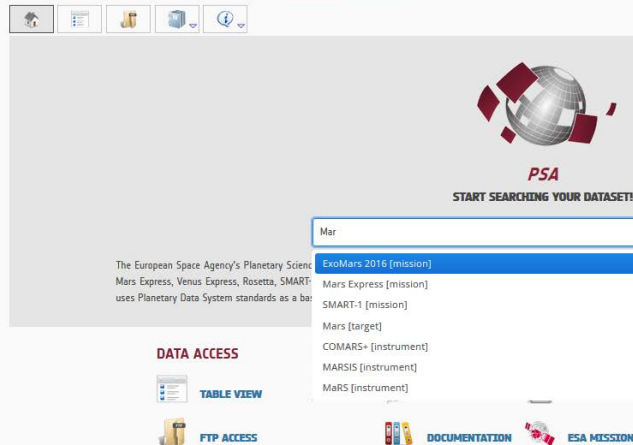 PSA
START SEARCHING YOUR DATASET!
Mar
ExoMars 2016 [mission]
Mars Express [mission]
SMART-1 [mission]
Mars [target]
COMARS+ [instrument]
MARSIS [instrument]
MaRS [instrument]
The European Space Agency's Planetary
Mars Express, Venus Express, Rosetta, SMART-
uses Planetary Data System standards as a
DATA ACCESS
TABLE VIEW
FTP ACCESS
DOCUMENTATION
ESA MISSION